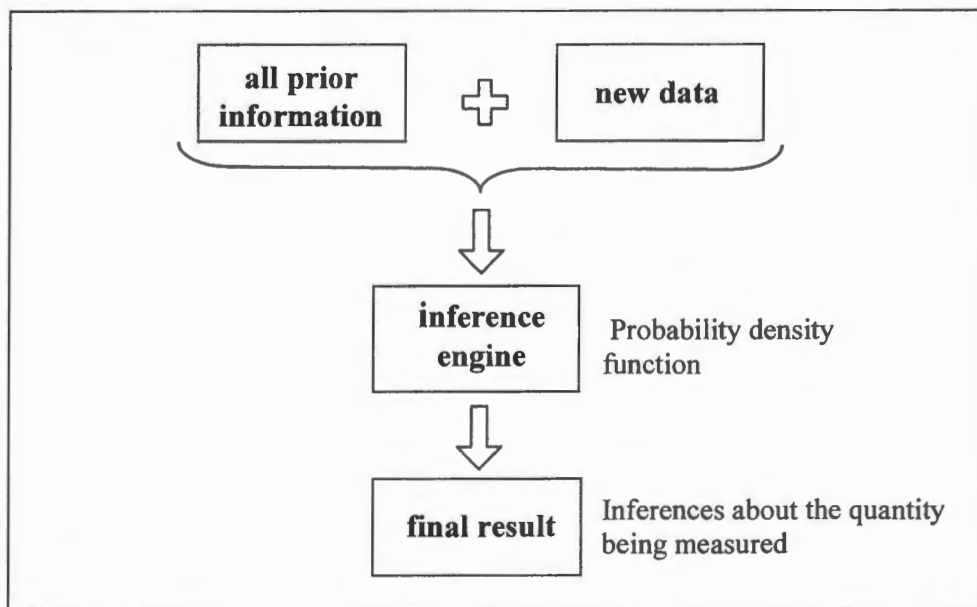 all prior
information
new data
inference
engine
Probability density
function
final result
Inferences about the quantity
being measured